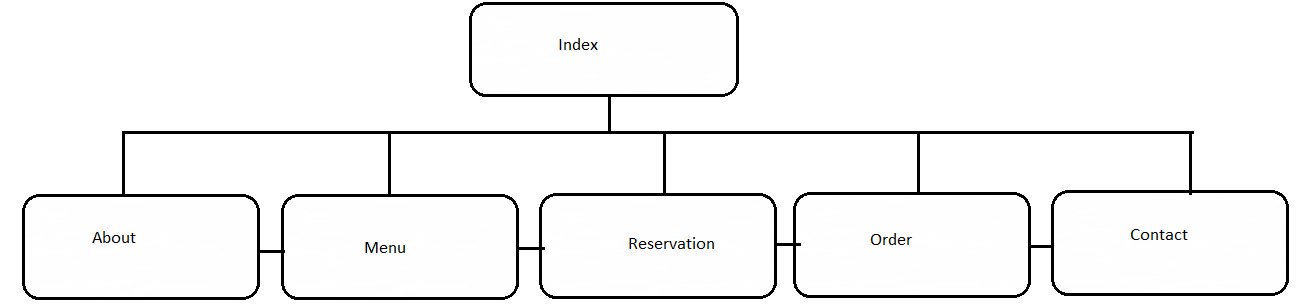 Index
About
Menu
Reservation
Order
Contact